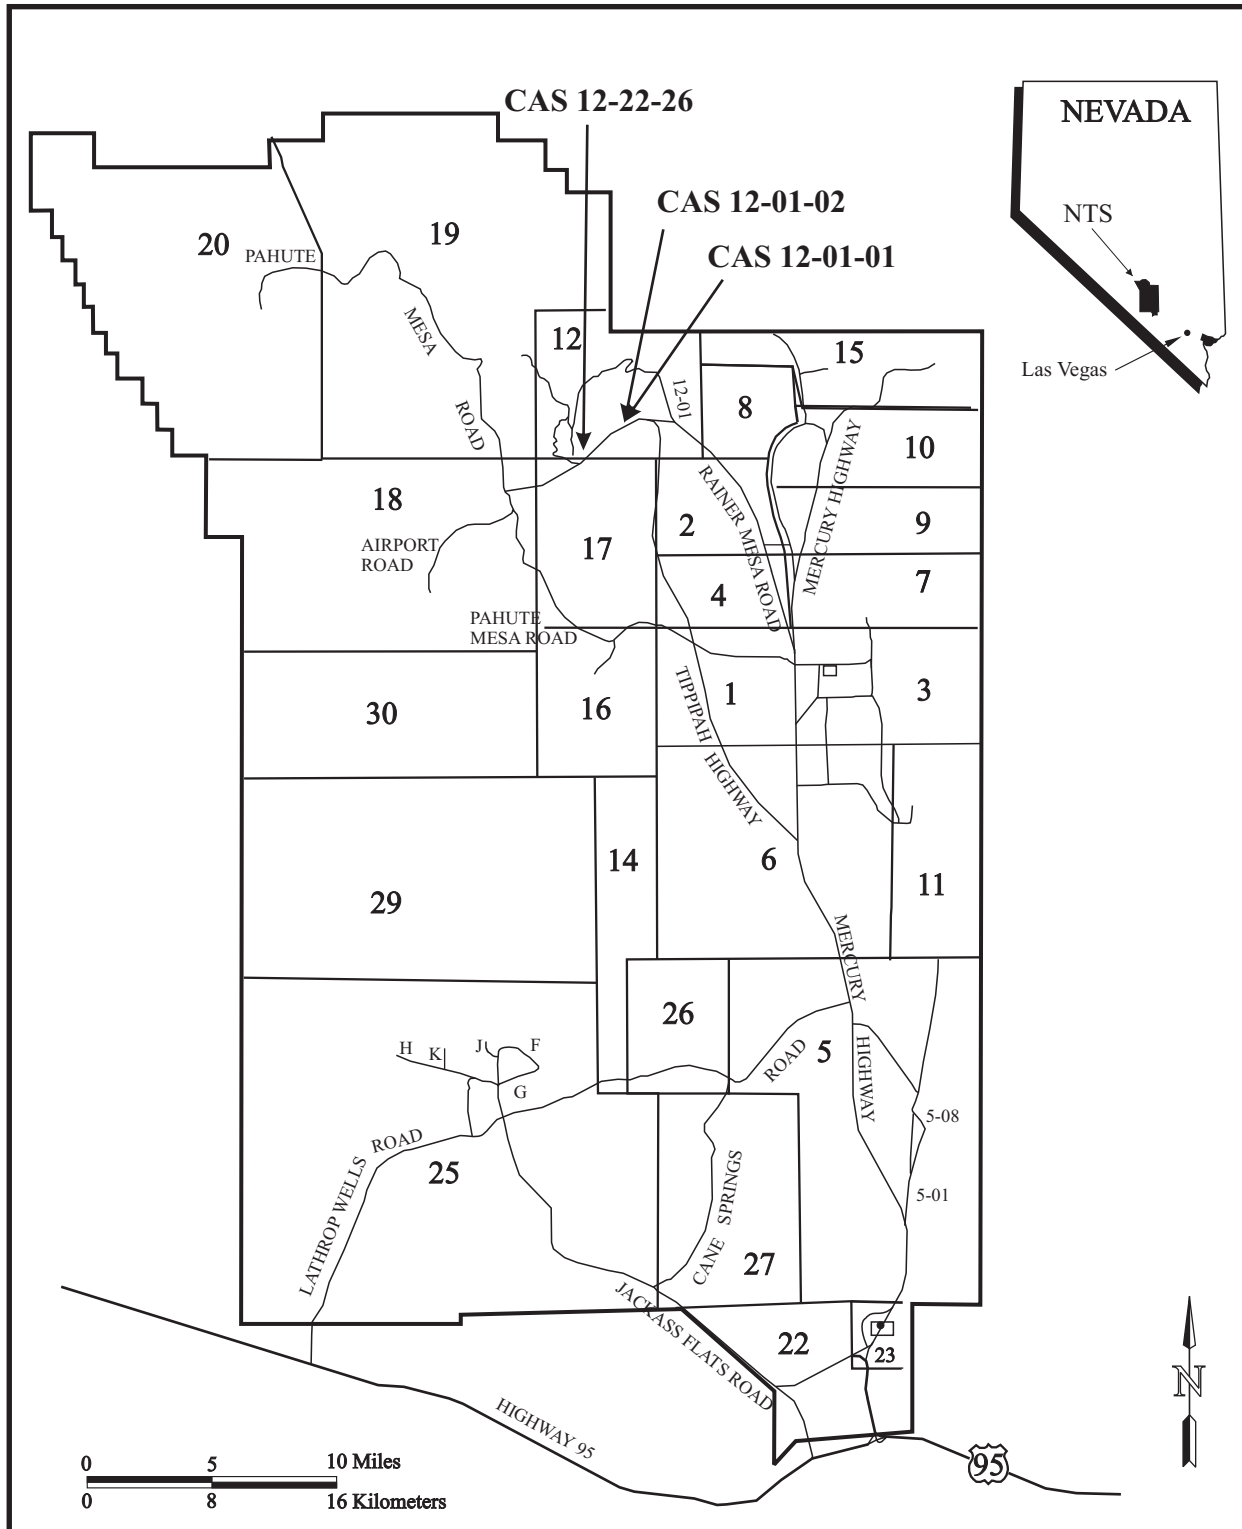 CAS 12-22-26
NEVADA
CAS 12-01-02
NTS
20
19
PAHUTE
CAS 12-01-01
MESA
12
15
Las Vegas
12-01
8
ROAD
10
MERCURY HIGHWAY
18
RAINER MESA ROAD
2
9
17
AIRPORT
ROAD
7
4
PAHUTE
MESA ROAD
TIPPIPAH HIGHWAY
1
3
30
16
14
6
11
29
MERCURY
HIGHWAY
26
5
ROAD
H
K
J
F
G
5-08
LATHROP WELLS ROAD
25
5-01
CANE SPRINGS
27
JACKASS FLATS ROAD
22
23
N
HIGHWAY 95
95
0 5 10 Miles
0 8 16 Kilometers